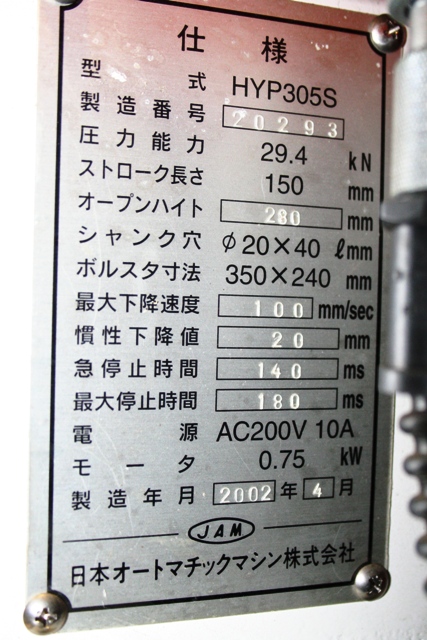 仕様
型式 HYP305S
製造番号 20293
圧力能力 29.4 kN
ストローク長さ 150 mm
オープンハイト 280 mm
シャンク穴 φ20×40ℓmm
ボルスタ寸法 350×240 mm
最大下降速度 100 mm/sec
慣性下降値 20 mm
急停止時間 140 ms
最大停止時間 180 ms
電源 AC200V 10A
モータ 0.75 kW
製造年月 2002年4月
JAM
日本オートマチックマシン株式会社